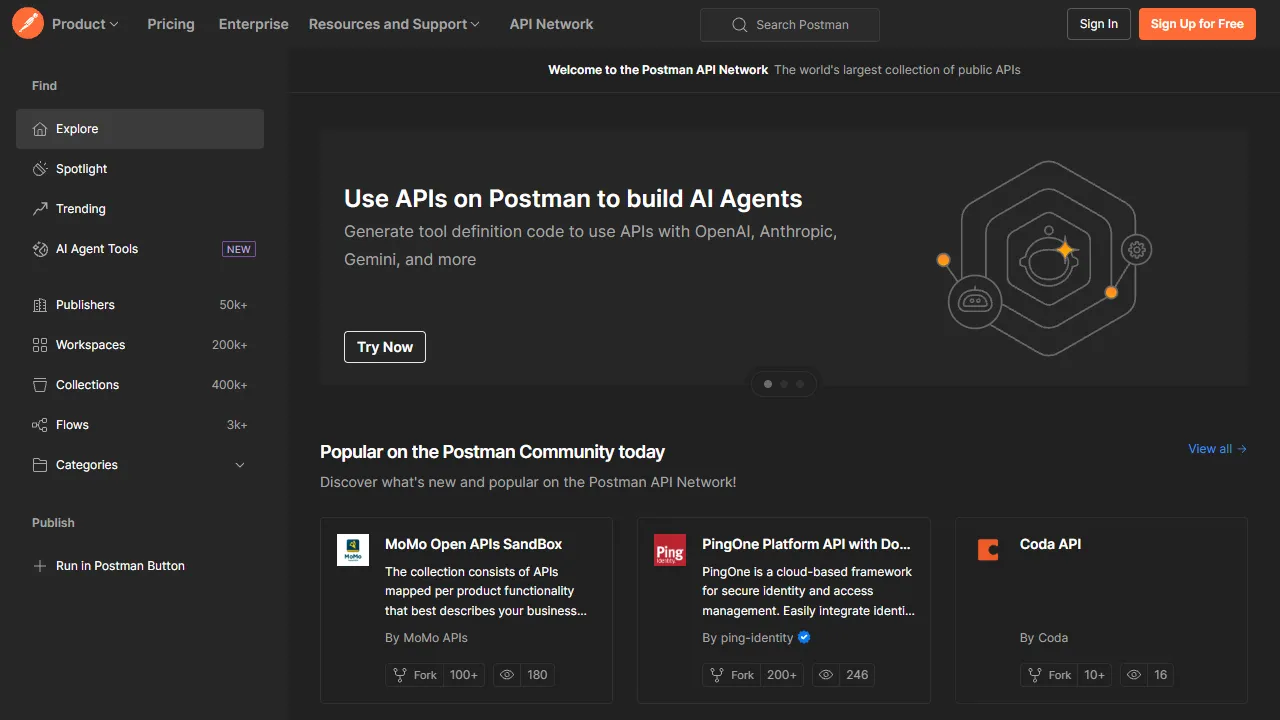 Product
Pricing
Enterprise
Resources and Support
API Network
Search Postman
Sign In
Sign Up for Free
Welcome to the Postman API Network The world's largest collection of public APIs
Find
Explore
Spotlight
Trending
AI Agent Tools NEW
Publishers 50k+
Workspaces 200k+
Collections 400k+
Flows 3k+
Categories
Publish
Run in Postman Button
Use APIs on Postman to build AI Agents
Generate tool definition code to use APIs with OpenAI, Anthropic,
Gemini, and more
Try Now
Popular on the Postman Community today
View all →
Discover what's new and popular on the Postman API Network!
MoMo
MoMo Open APIs SandBox
The collection consists of APIs
mapped per product functionality
that best describes your business...
By MoMo APIs
Fork 100+ 180
Ping
Identity.
PingOne Platform API with Do...
PingOne is a cloud-based framework
for secure identity and access
management. Easily integrate identi...
By ping-identity
Fork 200+ 246
Coda API
By Coda
Fork 10+ 16